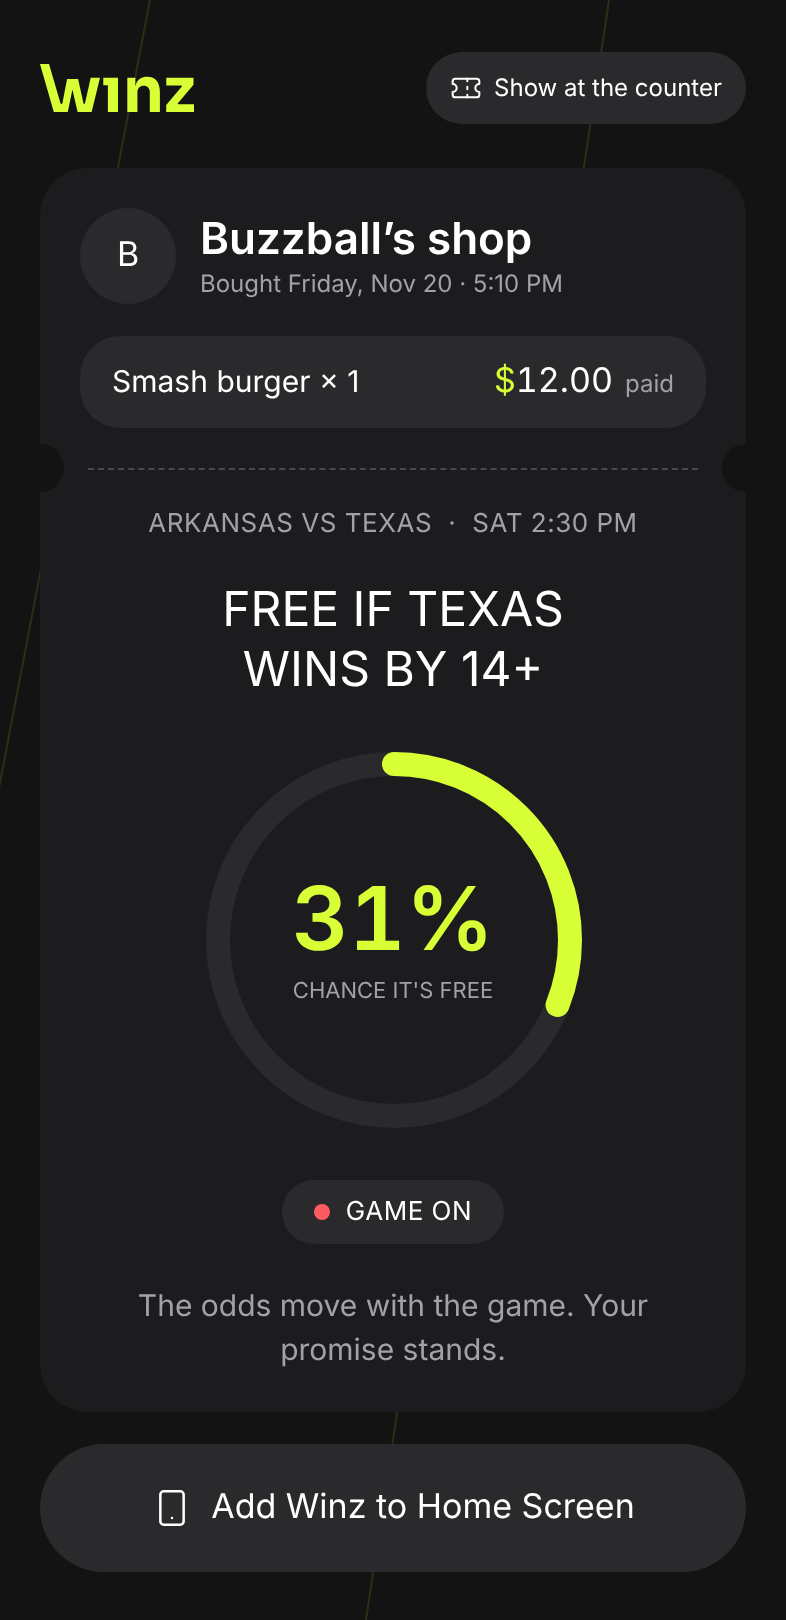 winz
Show at the counter
B
Buzzball’s shop
Bought Friday, Nov 20 · 5:10 PM
Smash burger × 1 $12.00 paid
ARKANSAS VS TEXAS · SAT 2:30 PM
FREE IF TEXAS
WINS BY 14+
31%
CHANCE IT'S FREE
GAME ON
The odds move with the game. Your
promise stands.
Add Winz to Home Screen